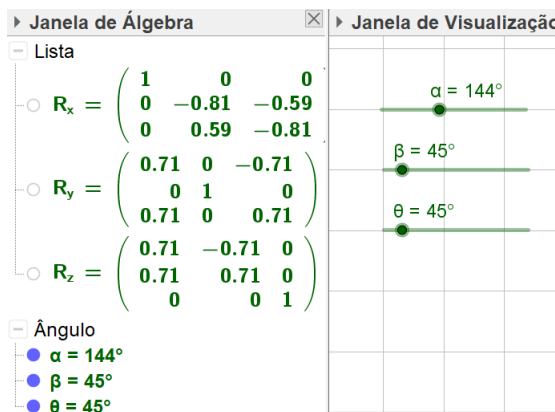 Janela de Álgebra
Lista
1 0 0
Rx = 0 −0.81 −0.59
0 0.59 −0.81
0.71 0 −0.71
Ry = 0 1 0
0.71 0 0.71
0.71 −0.71 0
Rz = 0.71 0.71 0
0 0 1
Ângulo
α = 144°
β = 45°
θ = 45°
Janela de Visualização
α = 144°
β = 45°
θ = 45°